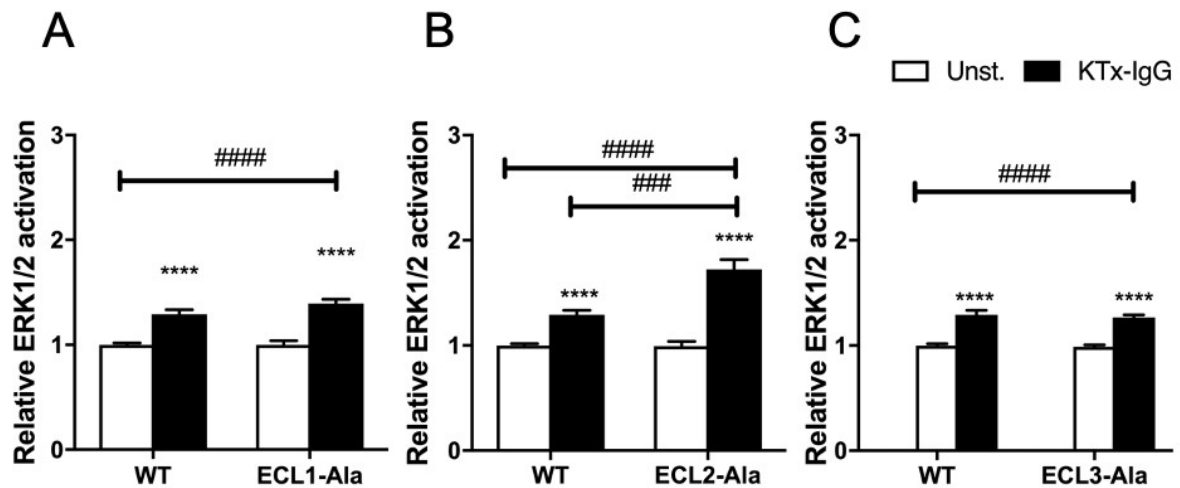 A
B
C
Unst. KTx-IgG
Relative ERK1/2 activation
3
2
1
0
####
****
****
WT ECL1-Ala
Relative ERK1/2 activation
3
2
1
0
####
###
****
****
WT ECL2-Ala
Relative ERK1/2 activation
3
2
1
0
####
****
****
WT ECL3-Ala